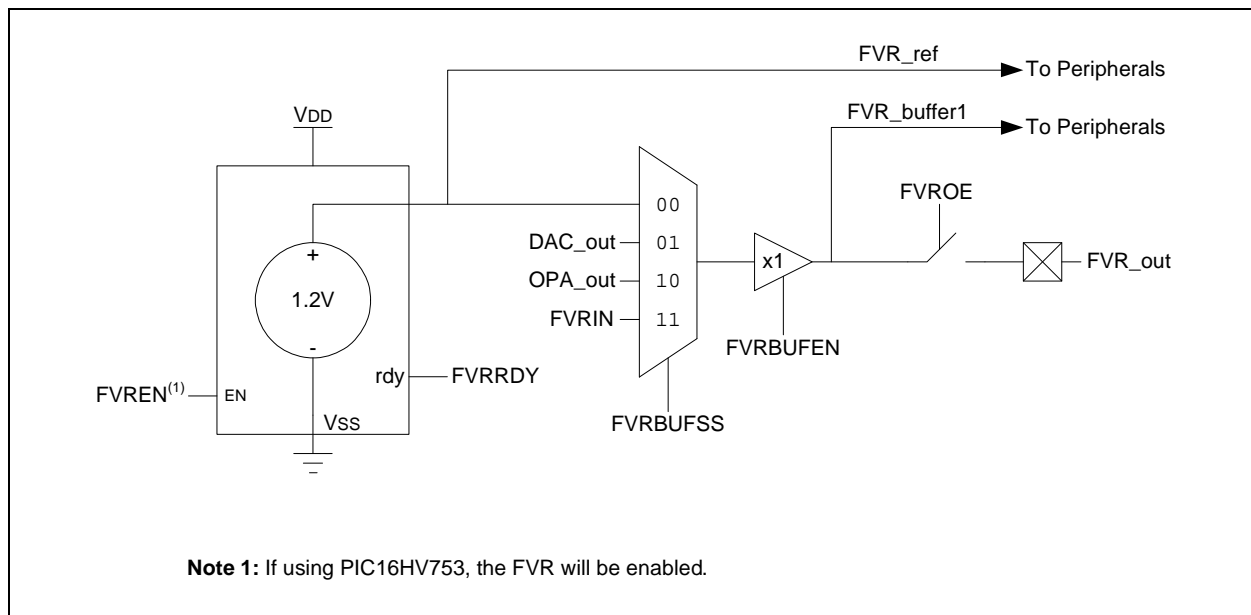 FVR_ref
To Peripherals
FVR_buffer1
To Peripherals
VDD
FVROE
00
DAC_out
01
x1
FVR_out
OPA_out
10
+
1.2V
-
FVRIN
11
FVRBUFEN
rdy
FVRRDY
FVREN(1)
EN
FVRBUFSS
VSS
Note 1: If using PIC16HV753, the FVR will be enabled.